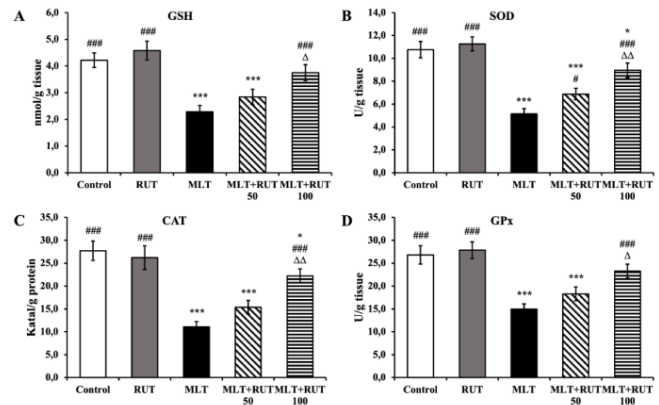 A
GSH
nmol/g tissue
6,0
5,0
4,0
3,0
2,0
1,0
0,0
###
###
***
***
###
Δ
Control RUT MLT MLT+RUT MLT+RUT
50 100
B
SOD
U/g tissue
14,0
12,0
10,0
8,0
6,0
4,0
2,0
0,0
###
###
***
***
#
*
###
ΔΔ
Control RUT MLT MLT+RUT MLT+RUT
50 100
C
CAT
Katal/g protein
35,0
30,0
25,0
20,0
15,0
10,0
5,0
0,0
###
###
***
***
*
###
ΔΔ
Control RUT MLT MLT+RUT MLT+RUT
50 100
D
GPx
U/g tissue
35,0
30,0
25,0
20,0
15,0
10,0
5,0
0,0
###
###
***
***
###
Δ
Control RUT MLT MLT+RUT MLT+RUT
50 100